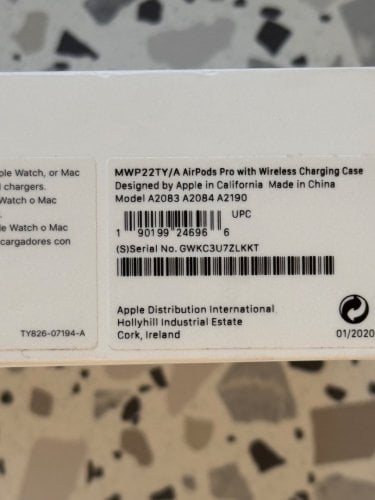 ple Watch, or Mac
chargers.
Watch o Mac
le Watch o Mac
cargadores con
TY826-07194-A
MWP22TY/A AirPods Pro with Wireless Charging Case
Designed by Apple in California Made in China
Model A2083 A2084 A2190
UPC
1 90199 24696 6
(S)Serial No. GWKC3U7ZLKKT
Apple Distribution International
Hollyhill Industrial Estate
Cork, Ireland
01/2020